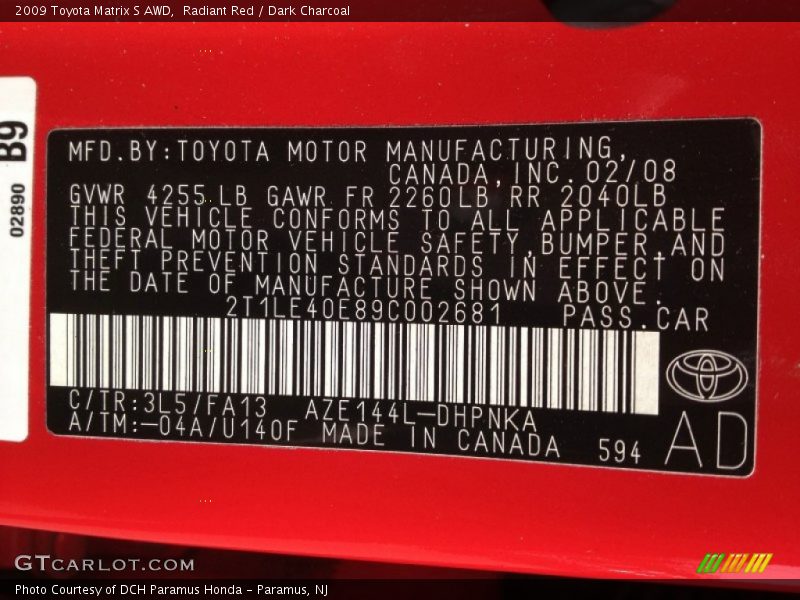 2009 Toyota Matrix S AWD,  Radiant Red / Dark Charcoal
B9
02890
MFD.BY:TOYOTA MOTOR MANUFACTURING,
CANADA,INC.02/08
GVWR 4255 LB GAWR FR 2260LB RR 2040LB
THIS VEHICLE CONFORMS TO ALL APPLICABLE
FEDERAL MOTOR VEHICLE SAFETY,BUMPER,AND
THEFT PREVENTION STANDARDS IN EFFECT ON
THE DATE OF MANUFACTURE SHOWN ABOVE.
2T1LE40E89C002681 PASS.CAR
C/TR:3L5/FA13 AZE144L-DHPNKA
A/TM:-04A/U140F MADE IN CANADA 594 AD
GTCARLOT.COM
Photo Courtesy of DCH Paramus Honda - Paramus, NJ